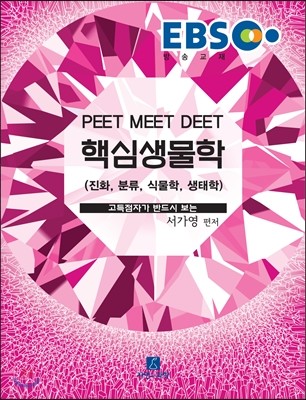 EBS
방송교재
PEET MEET DEET
핵심생물학
(진화, 분류, 식물학, 생태학)
고득점자가 반드시 보는
서가영 편저